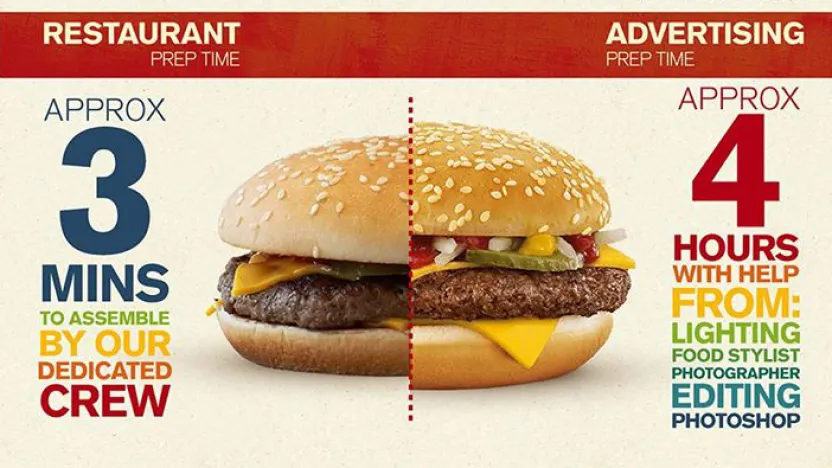 RESTAURANT
PREP TIME
APPROX
3
MINS
TO ASSEMBLE
BY OUR
DEDICATED
CREW
ADVERTISING
PREP TIME
APPROX
4
HOURS
WITH HELP
FROM:
LIGHTING
FOOD STYLIST
PHOTOGRAPHER
EDITING
PHOTOSHOP